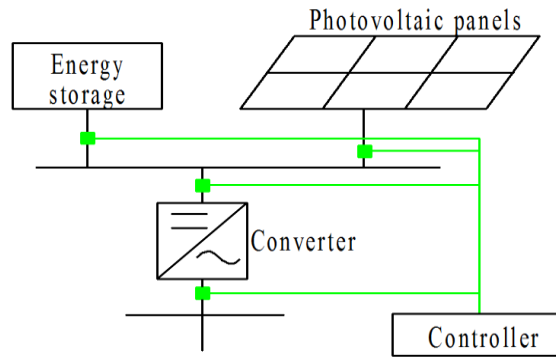 Photovoltaic panels
Energy
storage
Converter
Controller